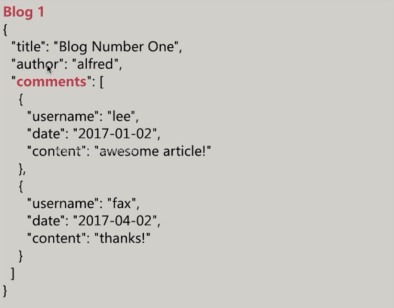 Blog 1
{
"title": "Blog Number One",
"author": "alfred",
"comments": [
{
"username": "lee",
"date": "2017-01-02",
"content": "awesome article!"
},
{
"username": "fax",
"date": "2017-04-02",
"content": "thanks!"
}
]
}